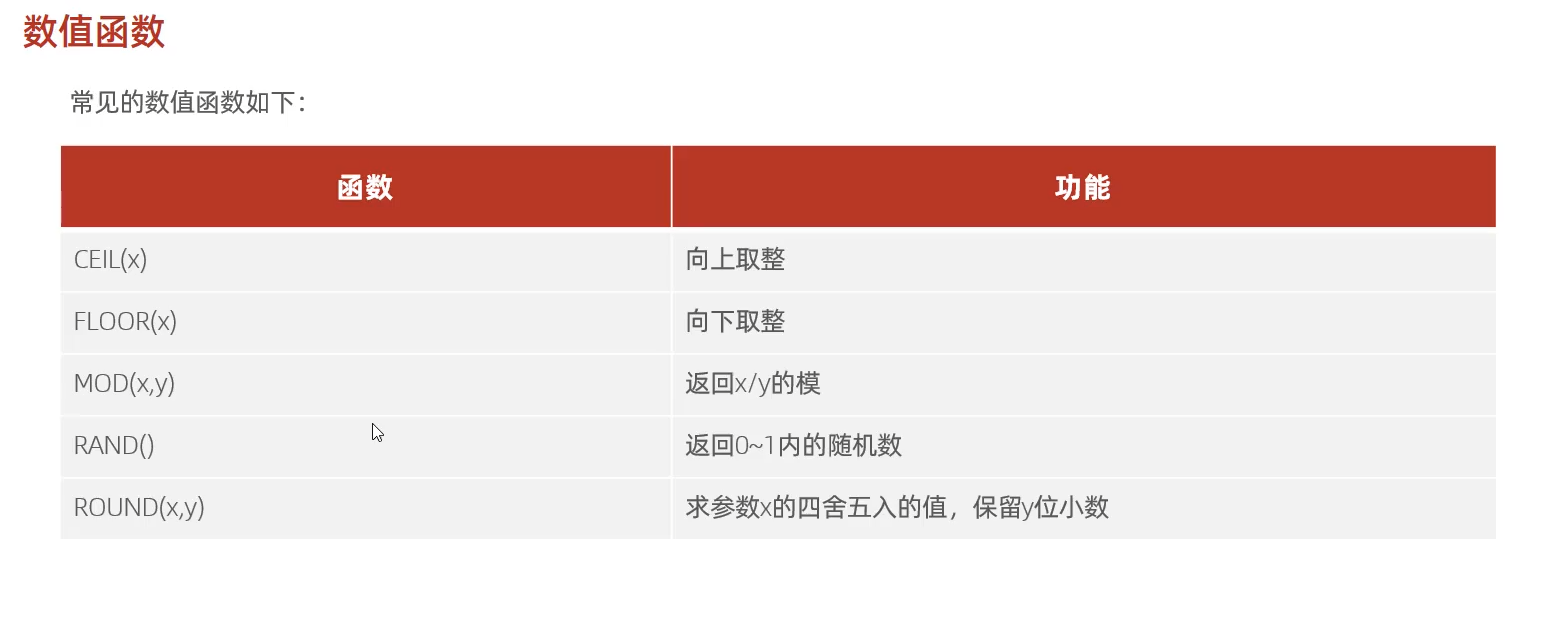 数值函数
常见的数值函数如下：
函数 功能
CEIL(x) 向上取整
FLOOR(x) 向下取整
MOD(x,y) 返回x/y的模
RAND() 返回0~1内的随机数
ROUND(x,y) 求参数x的四舍五入的值，保留y位小数